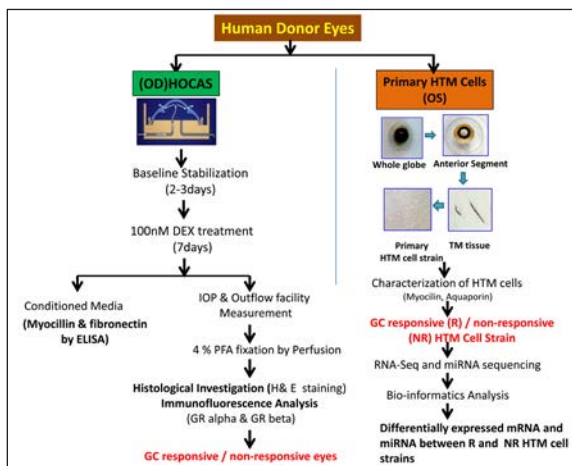 Human Donor Eyes
(OD)HOCAS
Baseline Stabilization
(2-3days)
100nM DEX treatment
(7days)
Conditioned Media
(Myocillin & fibronectin
by ELISA)
IOP & Outflow facility
Measurement
4 % PFA fixation by Perfusion
Histological Investigation (H& E staining)
Immunofluorescence Analysis
(GR alpha & GR beta)
GC responsive / non-responsive eyes
Primary HTM Cells
(OS)
Whole globe
Anterior Segment
Primary
HTM cell strain
TM tissue
Characterization of HTM cells
(Myocilin, Aquaporin)
GC responsive (R) / non-responsive
(NR) HTM Cell Strain
RNA-Seq and miRNA sequencing
Bio-informatics Analysis
Differentially expressed mRNA and
miRNA between R and NR HTM cell
strains